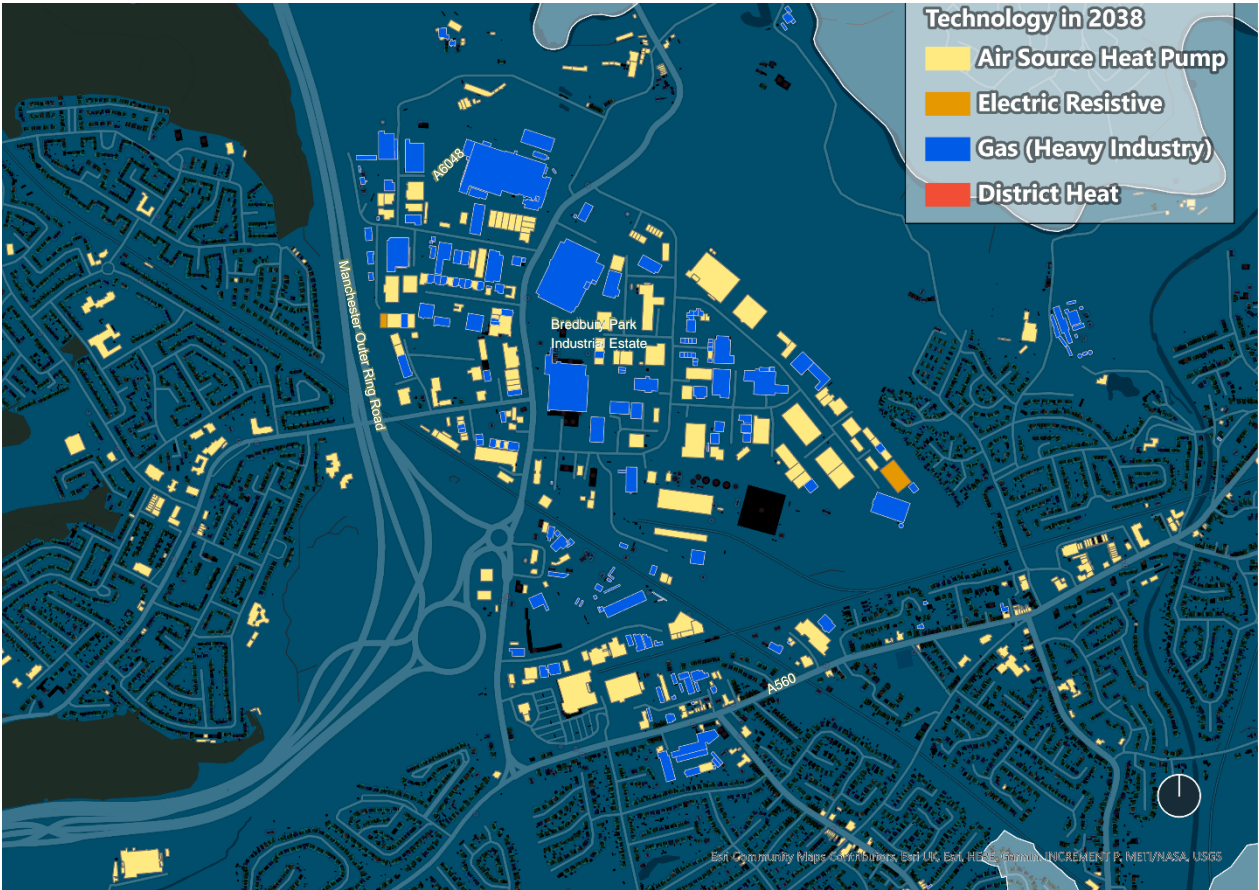 Technology in 2038
Air Source Heat Pump
Electric Resistive
Gas (Heavy Industry)
District Heat
A6048
Manchester Outer Ring Road
Bredbury Park
Industrial Estate
A560
Esri Community Maps Contributors, Esri UK, Esri, HERE, Garmin, INCREMENT P, METI/NASA, USGS